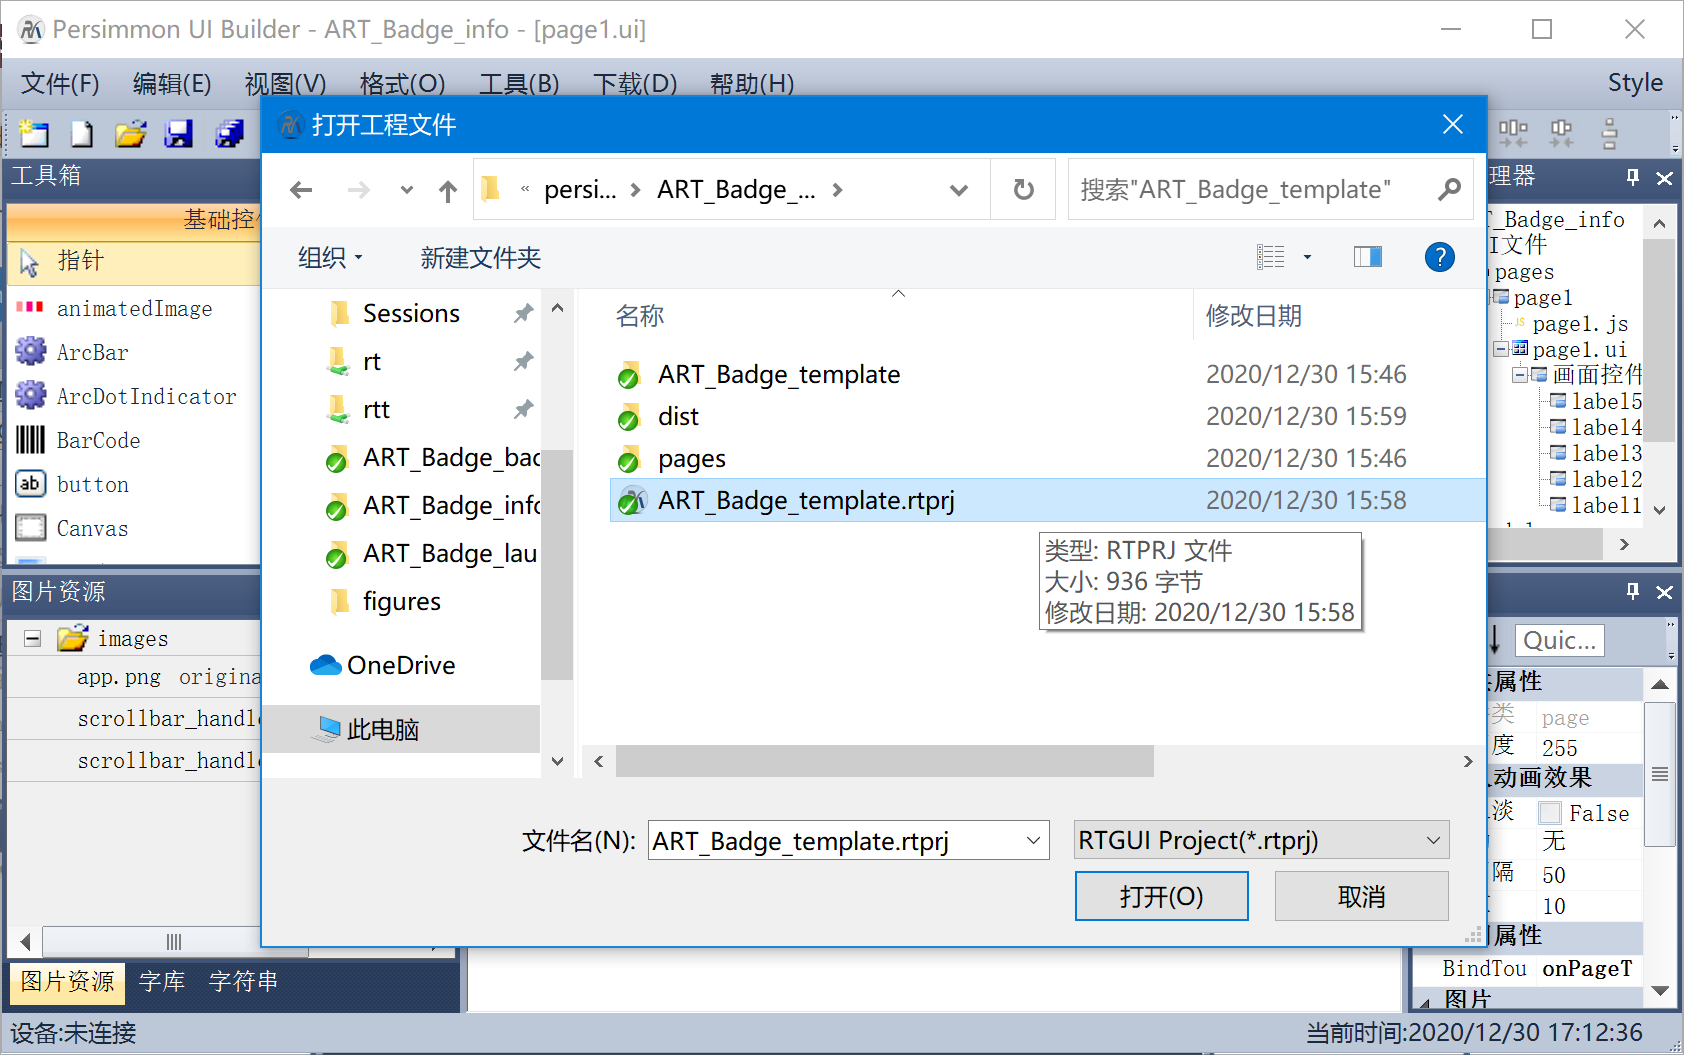 Persimmon UI Builder - ART_Badge_info - [page1.ui]
文件(F) 编辑(E) 视图(V) 格式(O) 工具(B) 下载(D) 帮助(H) Style
打开工程文件
« persi... > ART_Badge_... >
搜索"ART_Badge_template"
组织 新建文件夹 ?
工具箱
基础控
指针
animatedImage
ArcBar
ArcDotIndicator
BarCode
ab button
Canvas
图片资源
images
app.png origina
scrollbar_handl
scrollbar_handl
图片资源 字库 字符串
Sessions
rt
rtt
ART_Badge_bac
ART_Badge_info
ART_Badge_lau
figures
OneDrive
此电脑
名称 修改日期
ART_Badge_template 2020/12/30 15:46
dist 2020/12/30 15:59
pages 2020/12/30 15:46
ART_Badge_template.rtprj 2020/12/30 15:58
类型: RTPRJ 文件
大小: 936 字节
修改日期: 2020/12/30 15:58
文件名(N): ART_Badge_template.rtprj RTGUI Project(*.rtprj)
打开(O) 取消
理器
T_Badge_info
I文件
pages
page1
JS page1.js
page1.ui
画面控件
label5
label4
label3
label2
label1
Quic...
属性
类 page
度 255
动画效果
淡 False
无
隔 50
10
属性
BindTou onPageT
图片
设备:未连接 当前时间:2020/12/30 17:12:36